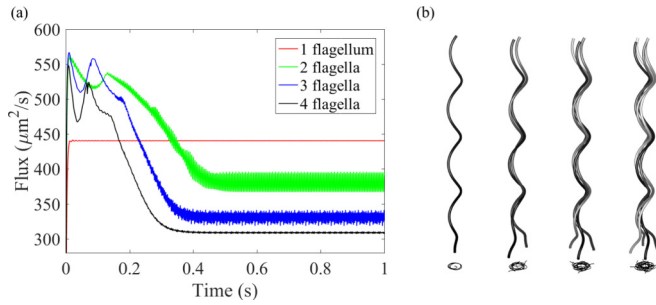 (a)
600
550
500
450
400
350
300
Flux (μm²/s)
1 flagellum
2 flagella
3 flagella
4 flagella
0
0.2
0.4
0.6
0.8
1
Time (s)
(b)